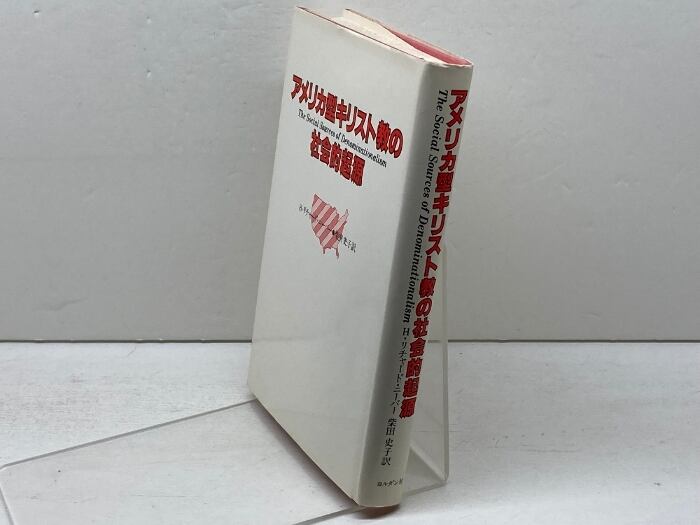 アメリカ型キリスト教の
The Social Sources of Denominationalism
社会的起源
史子訳
アメリカ型キリスト教の社会的起源
The Social Sources of Denominationalism
H・リチャード・ニーバー 柴田史子訳
ヨルダン社